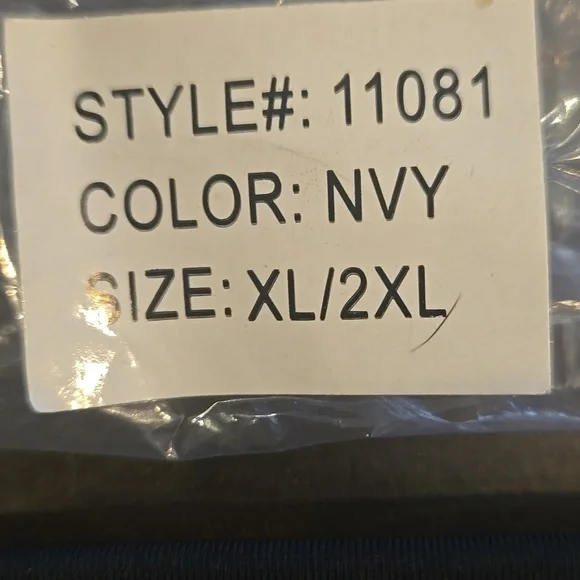 STYLE#: 11081
COLOR: NVY
SIZE: XL/2XL